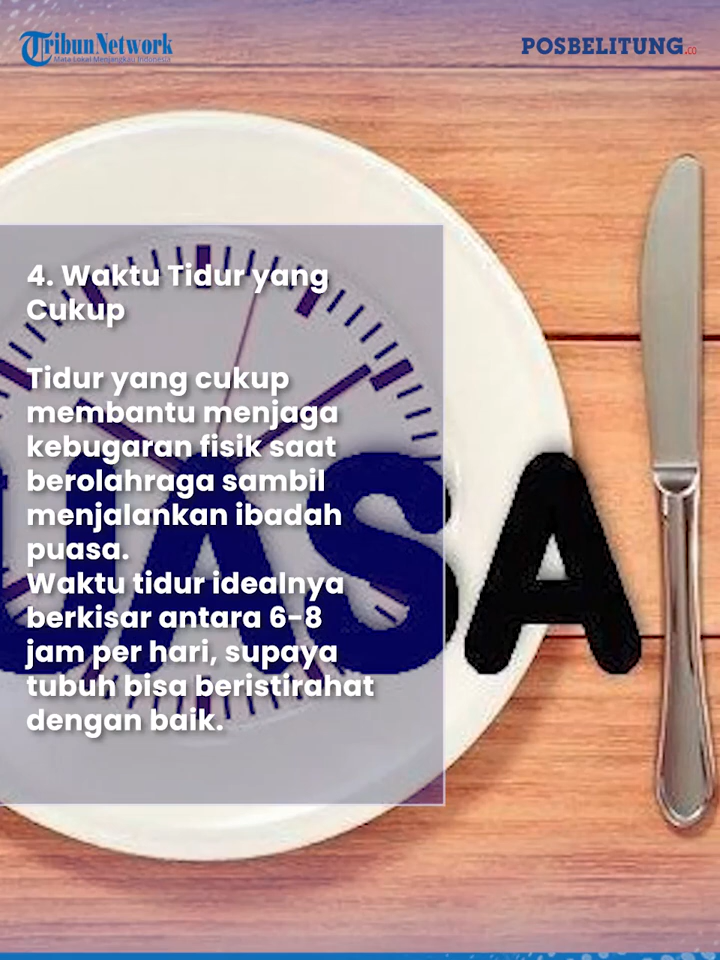 TribunNetwork
Mata Lokal Menjangkau Indonesia
POSBELITUNG.CO
4. Waktu Tidur yang
Cukup
Tidur yang cukup
membantu menjaga
kebugaran fisik saat
berolahraga sambil
menjalankan ibadah
puasa.
Waktu tidur idealnya
berkisar antara 6-8
jam per hari, supaya
tubuh bisa beristirahat
dengan baik.
UASA